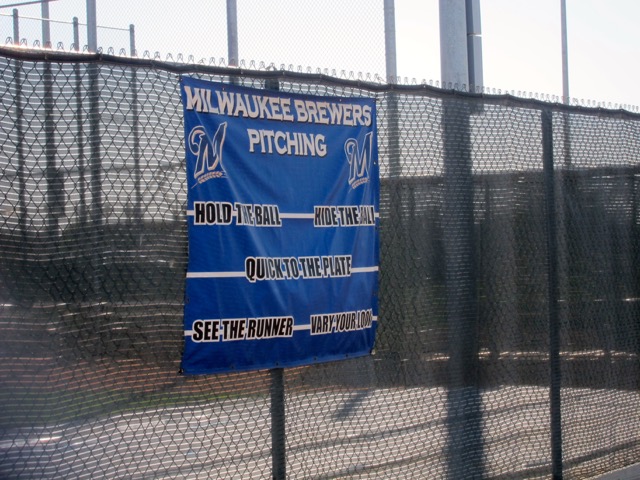 MILWAUKEE BREWERS
PITCHING
M M
HOLD THE BALL HIDE THE BALL
QUICK TO THE PLATE
SEE THE RUNNER VARY YOUR LOOK